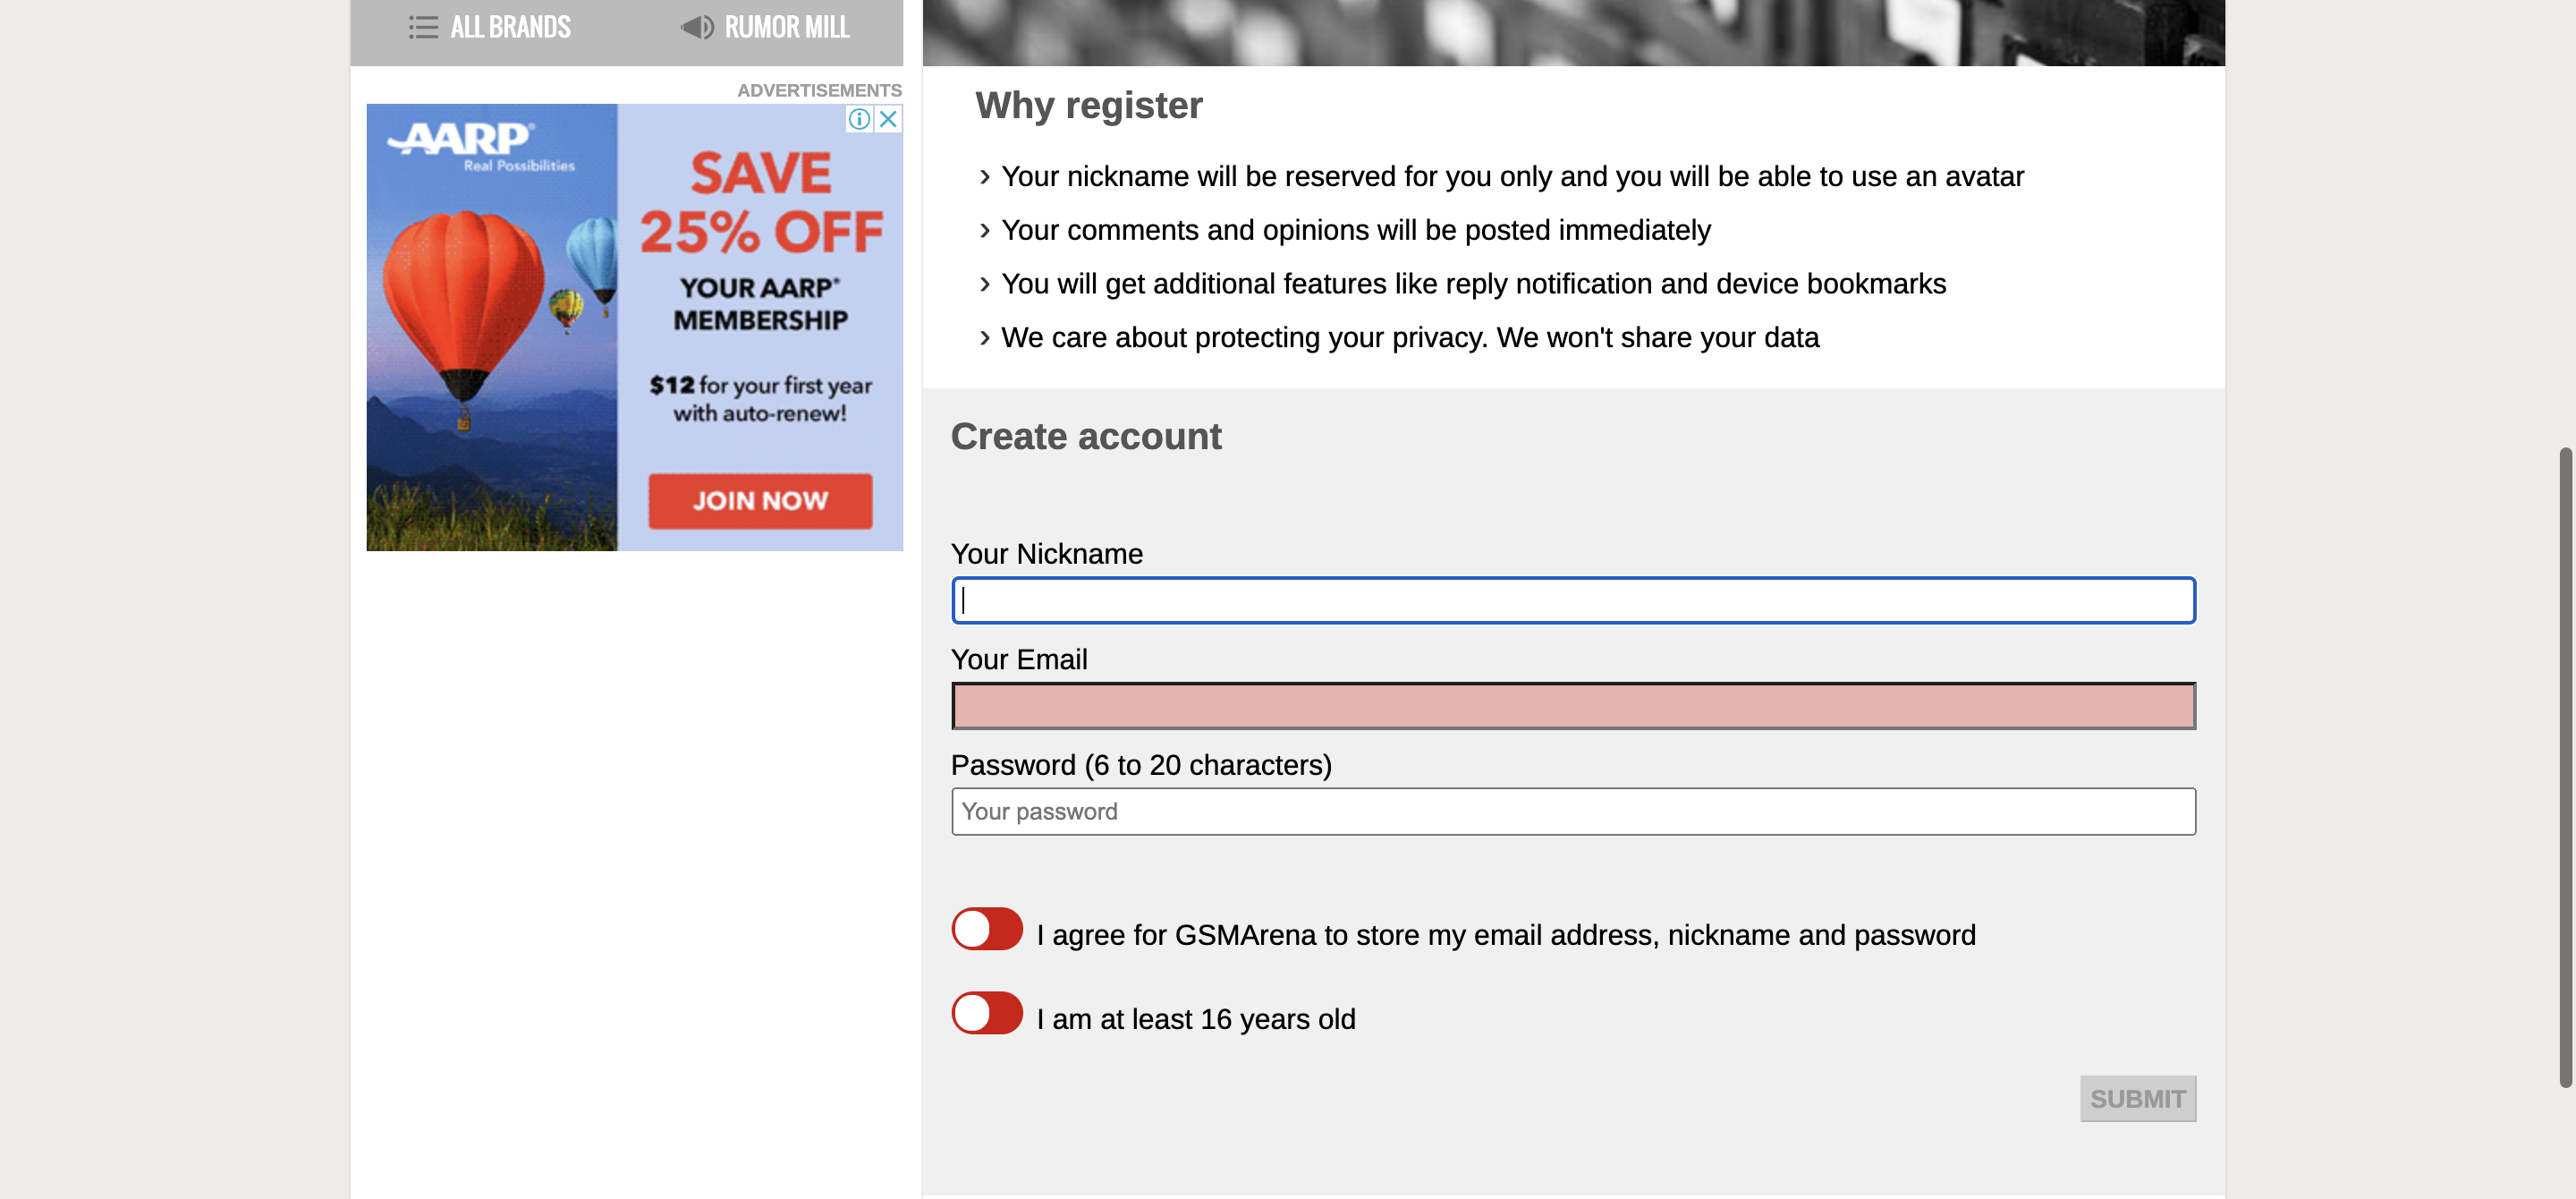 ALL BRANDS
RUMOR MILL
ADVERTISEMENTS
AARP®
Real Possibilities
SAVE
25% OFF
YOUR AARP®
MEMBERSHIP
$12 for your first year
with auto-renew!
JOIN NOW
Why register
Your nickname will be reserved for you only and you will be able to use an avatar
Your comments and opinions will be posted immediately
You will get additional features like reply notification and device bookmarks
We care about protecting your privacy. We won't share your data
Create account
Your Nickname
Your Email
Password (6 to 20 characters)
Your password
I agree for GSMArena to store my email address, nickname and password
I am at least 16 years old
SUBMIT